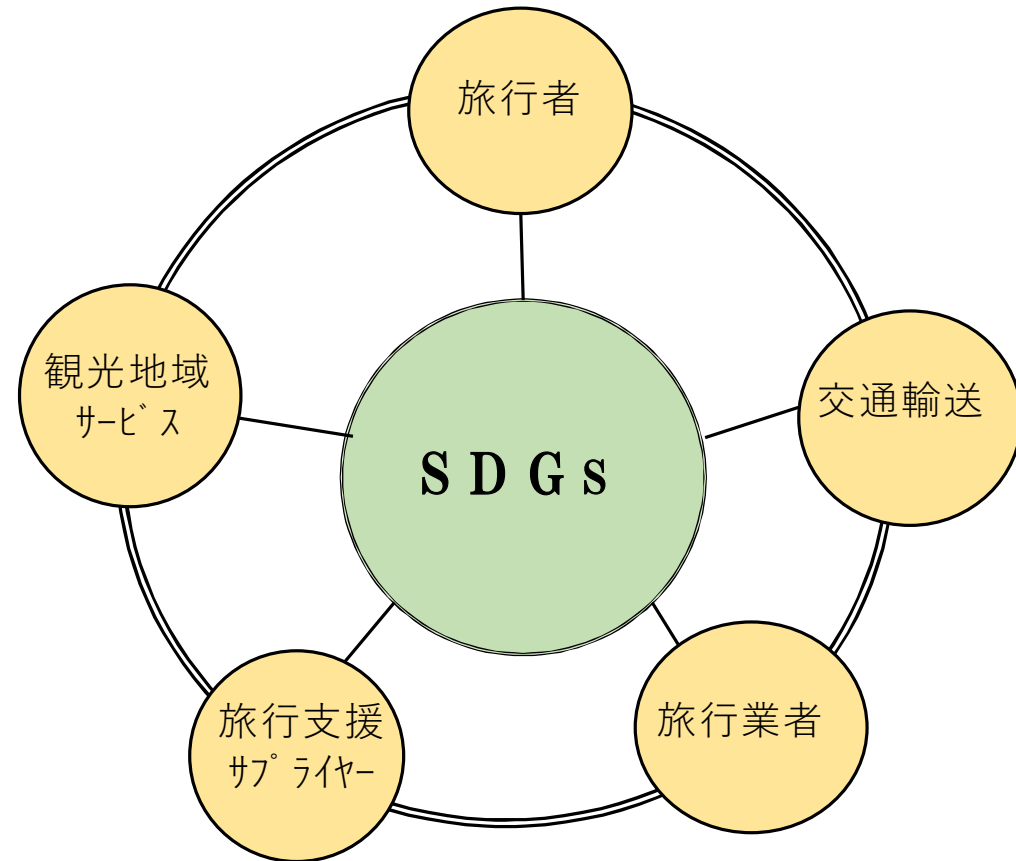 旅行者
観光地域
ｻｰﾋﾞｽ
交通輸送
SDGs
旅行支援
ｻﾌﾟﾗｲﾔｰ
旅行業者